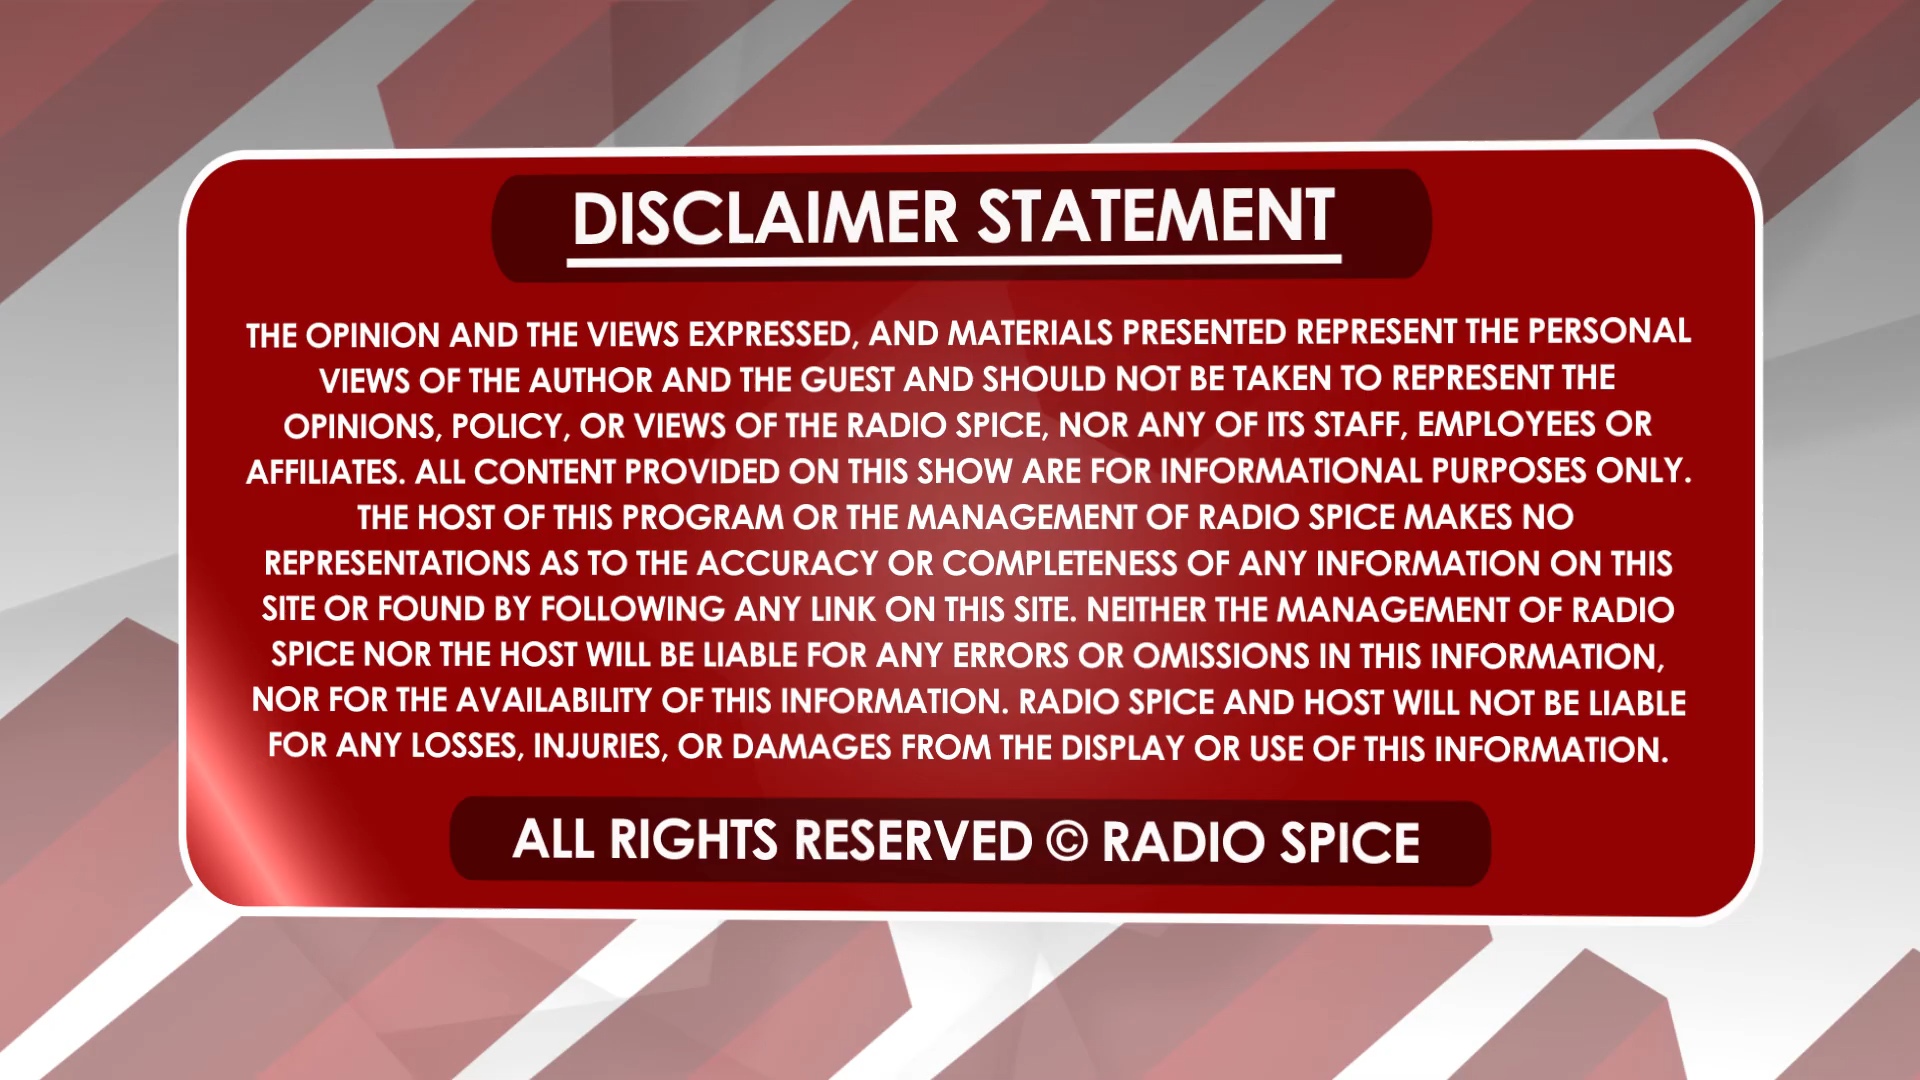 DISCLAIMER STATEMENT
THE OPINION AND THE VIEWS EXPRESSED, AND MATERIALS PRESENTED REPRESENT THE PERSONAL
VIEWS OF THE AUTHOR AND THE GUEST AND SHOULD NOT BE TAKEN TO REPRESENT THE
OPINIONS, POLICY, OR VIEWS OF THE RADIO SPICE, NOR ANY OF ITS STAFF, EMPLOYEES OR
AFFILIATES. ALL CONTENT PROVIDED ON THIS SHOW ARE FOR INFORMATIONAL PURPOSES ONLY.
THE HOST OF THIS PROGRAM OR THE MANAGEMENT OF RADIO SPICE MAKES NO
REPRESENTATIONS AS TO THE ACCURACY OR COMPLETENESS OF ANY INFORMATION ON THIS
SITE OR FOUND BY FOLLOWING ANY LINK ON THIS SITE. NEITHER THE MANAGEMENT OF RADIO
SPICE NOR THE HOST WILL BE LIABLE FOR ANY ERRORS OR OMISSIONS IN THIS INFORMATION,
NOR FOR THE AVAILABILITY OF THIS INFORMATION. RADIO SPICE AND HOST WILL NOT BE LIABLE
FOR ANY LOSSES, INJURIES, OR DAMAGES FROM THE DISPLAY OR USE OF THIS INFORMATION.
ALL RIGHTS RESERVED © RADIO SPICE